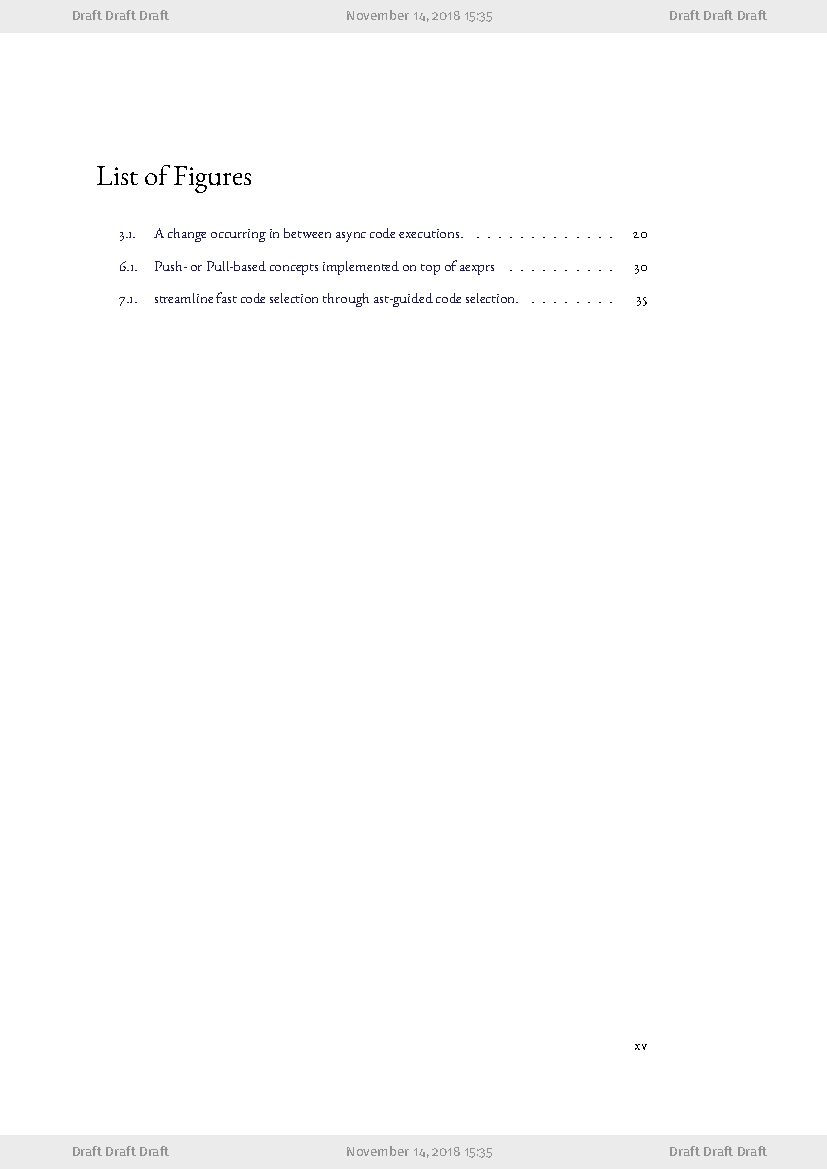 Draft Draft Draft November 14, 2018 15:35 Draft Draft Draft
List of Figures
3.1. A change occurring in between async code executions. . . . . . . . . . . . . . 20
6.1. Push- or Pull-based concepts implemented on top of aexprs . . . . . . . . . . 30
7.1. streamline fast code selection through ast-guided code selection. . . . . . . . . 35
xv
Draft Draft Draft November 14, 2018 15:35 Draft Draft Draft